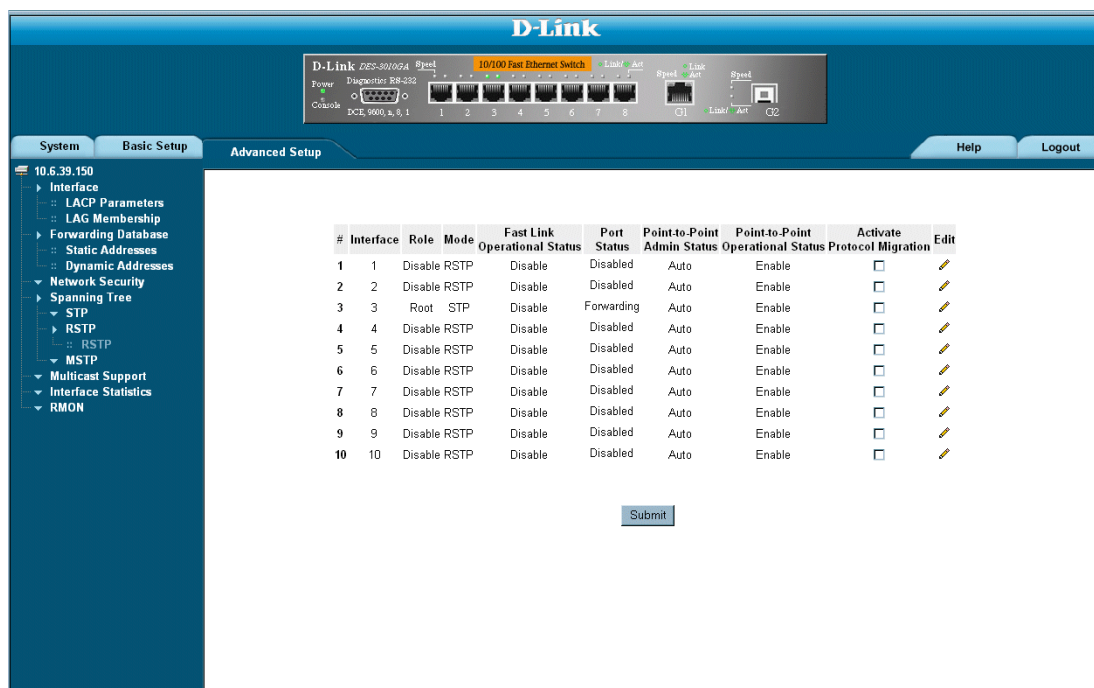 D-Link
D-Link DES-3010GA Speed 10/100 Fast Ethernet Switch Link/ Act
Link
Speed Act Speed
Power Diagnostics RS-232
Console
DCE, 9600, n, 8, 1 1 2 3 4 5 6 7 8 G1 Link/ Act G2
System Basic Setup Advanced Setup Help Logout
10.6.39.150
Interface
LACP Parameters
LAG Membership
Forwarding Database
Static Addresses
Dynamic Addresses
Network Security
Spanning Tree
STP
RSTP
RSTP
MSTP
Multicast Support
Interface Statistics
RMON
# Interface Role Mode Fast Link Operational Status Port Status Point-to-Point Admin Status Point-to-Point Operational Status Activate Protocol Migration Edit
1 1 Disable RSTP Disable Disabled Auto Enable
2 2 Disable RSTP Disable Disabled Auto Enable
3 3 Root STP Disable Forwarding Auto Enable
4 4 Disable RSTP Disable Disabled Auto Enable
5 5 Disable RSTP Disable Disabled Auto Enable
6 6 Disable RSTP Disable Disabled Auto Enable
7 7 Disable RSTP Disable Disabled Auto Enable
8 8 Disable RSTP Disable Disabled Auto Enable
9 9 Disable RSTP Disable Disabled Auto Enable
10 10 Disable RSTP Disable Disabled Auto Enable
Submit